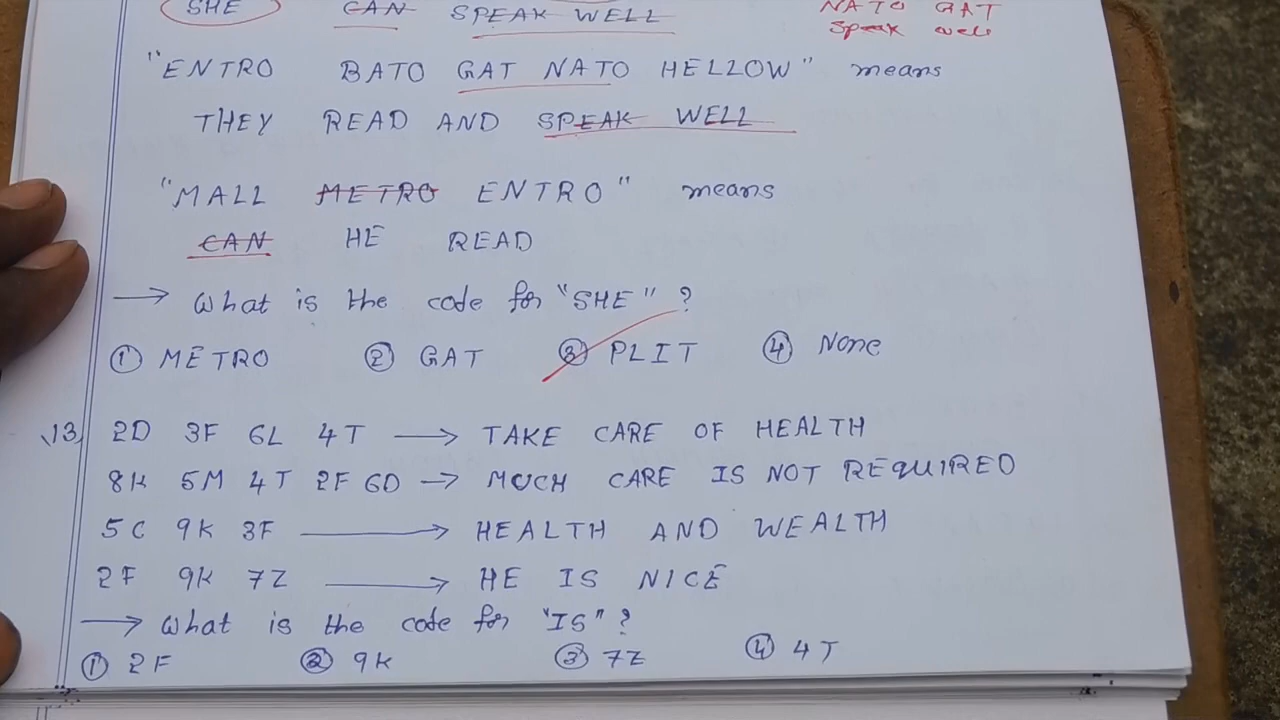 SHE CAN SPEAK WELL NATO GAT
Speak well
"ENTRO BATO GAT NATO HELLOW" means
THEY READ AND SPEAK WELL
"MALL METRO ENTRO" means
CAN HE READ
→ What is the code for "SHE" ?
① METRO ② GAT ③ PLIT ④ None
13) 2D 3F 6L 4T → TAKE CARE OF HEALTH
8K 5M 4T 2F 6D → MUCH CARE IS NOT REQUIRED
5C 9K 3F → HEALTH AND WEALTH
2F 9K 7Z → HE IS NICE
→ What is the code for "IS" ?
① 2F ② 9K ③ 7Z ④ 4T